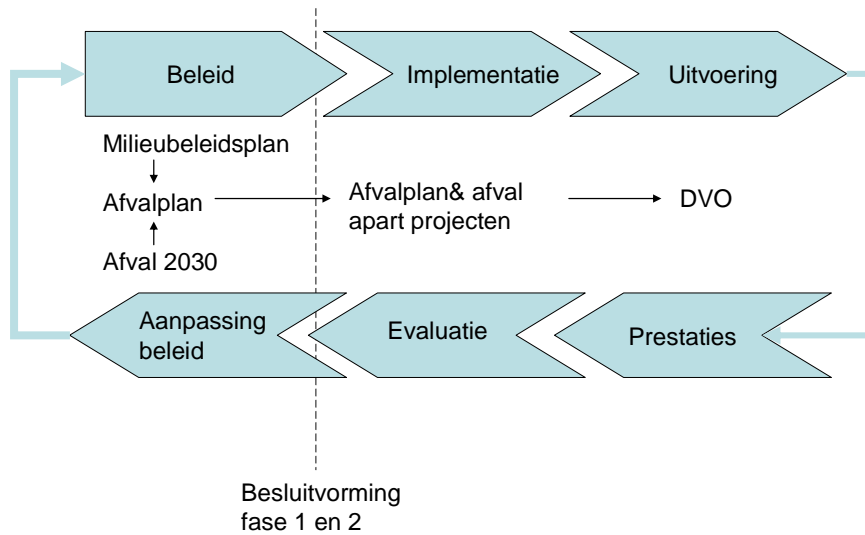 Beleid
Implementatie
Uitvoering
Milieubeleidsplan
Afvalplan
Afval 2030
Afvalplan& afval
apart projecten
DVO
Aanpassing
beleid
Evaluatie
Prestaties
Besluitvorming
fase 1 en 2